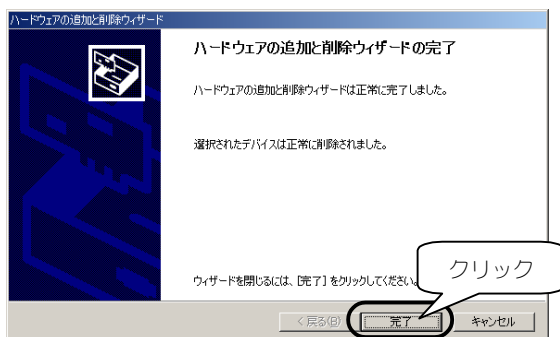 ハードウェアの追加と削除ウィザード
ハードウェアの追加と削除ウィザードの完了
ハードウェアの追加と削除ウィザードは正常に完了しました。
選択されたデバイスは正常に削除されました。
ウィザードを閉じるには、[完了] をクリックしてください。
クリック
< 戻る(B)
完了
キャンセル